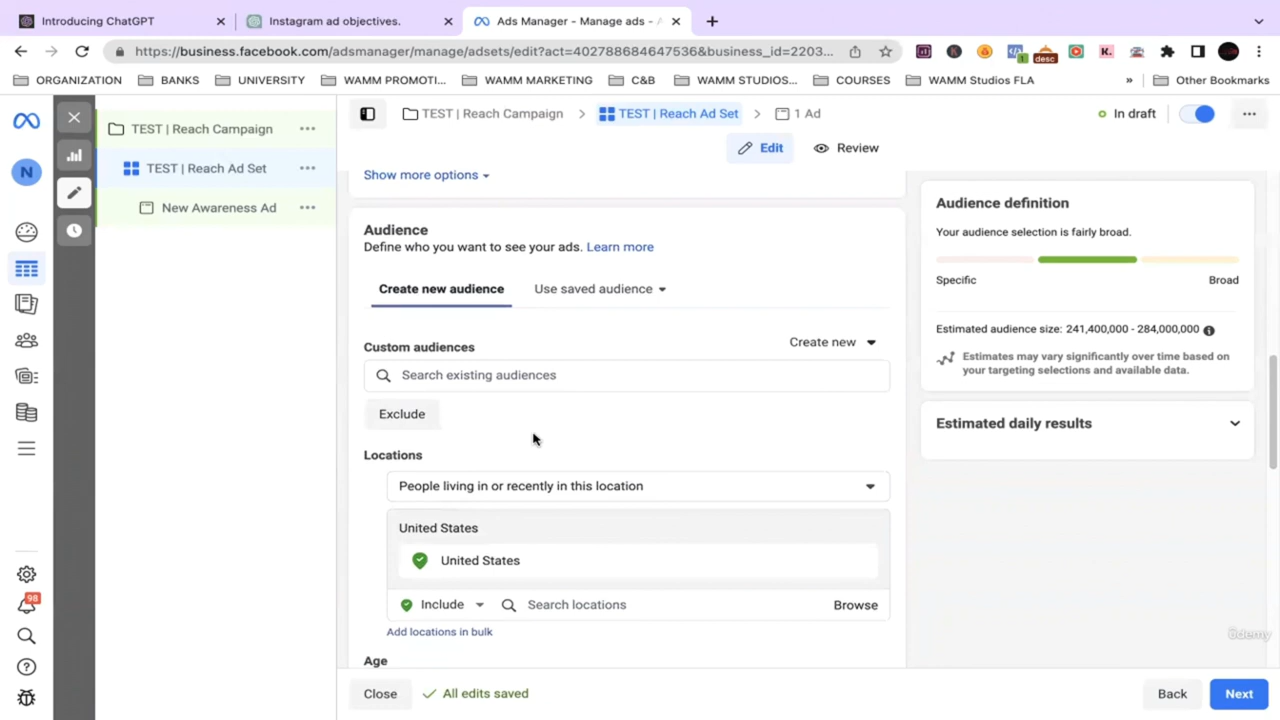 Introducing ChatGPT
Instagram ad objectives.
Ads Manager - Manage ads - A
https://business.facebook.com/adsmanager/manage/adsets/edit?act=402788684647536&business_id=2203...
desc
1
K.
ORGANIZATION
BANKS
UNIVERSITY
WAMM PROMOTI...
WAMM MARKETING
C&B
WAMM STUDIOS...
COURSES
WAMM Studios FLA
»
Other Bookmarks
TEST | Reach Campaign
TEST | Reach Ad Set
New Awareness Ad
N
98
TEST | Reach Campaign > TEST | Reach Ad Set > 1 Ad
In draft
Edit
Review
Show more options
Audience
Define who you want to see your ads. Learn more
Create new audience
Use saved audience
Custom audiences
Create new
Search existing audiences
Exclude
Locations
People living in or recently in this location
United States
United States
Include
Search locations
Browse
Add locations in bulk
Age
Audience definition
Your audience selection is fairly broad.
Specific
Broad
Estimated audience size: 241,400,000 - 284,000,000
Estimates may vary significantly over time based on
your targeting selections and available data.
Estimated daily results
ûdemy
Close
All edits saved
Back
Next